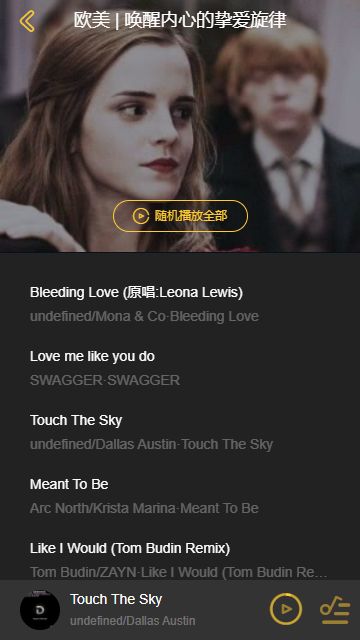 欧美 | 唤醒内心的挚爱旋律
随机播放全部
Bleeding Love (原唱:Leona Lewis)
undefined/Mona & Co·Bleeding Love
Love me like you do
SWAGGER·SWAGGER
Touch The Sky
undefined/Dallas Austin·Touch The Sky
Meant To Be
Arc North/Krista Marina·Meant To Be
Like I Would (Tom Budin Remix)
Tom Budin/ZAYN·Like I Would (Tom Budin Re…
Touch The Sky
undefined/Dallas Austin